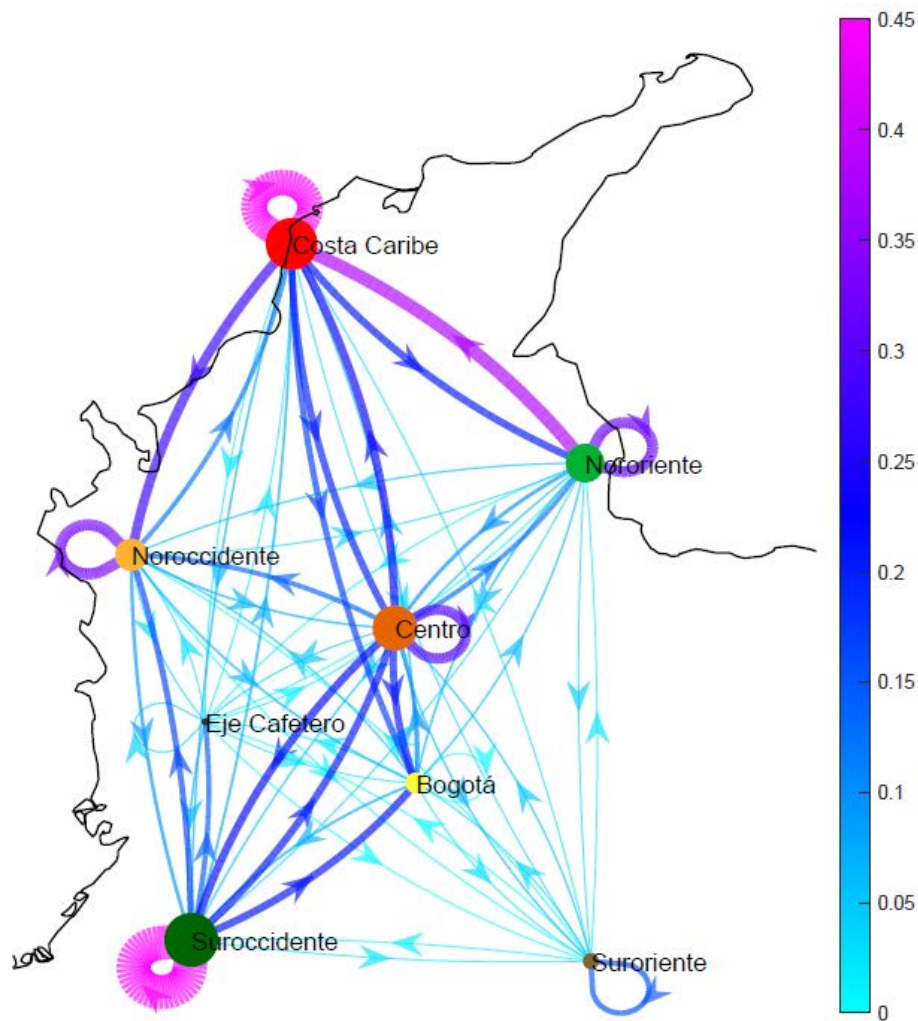 0.45
0.4
Costa Caribe
0.35
0.3
Nororiente
0.25
Noroccidente
0.2
Centro
0.15
Eje Cafetero
Bogotá
0.1
0.05
Suroccidente
Suroriente
0